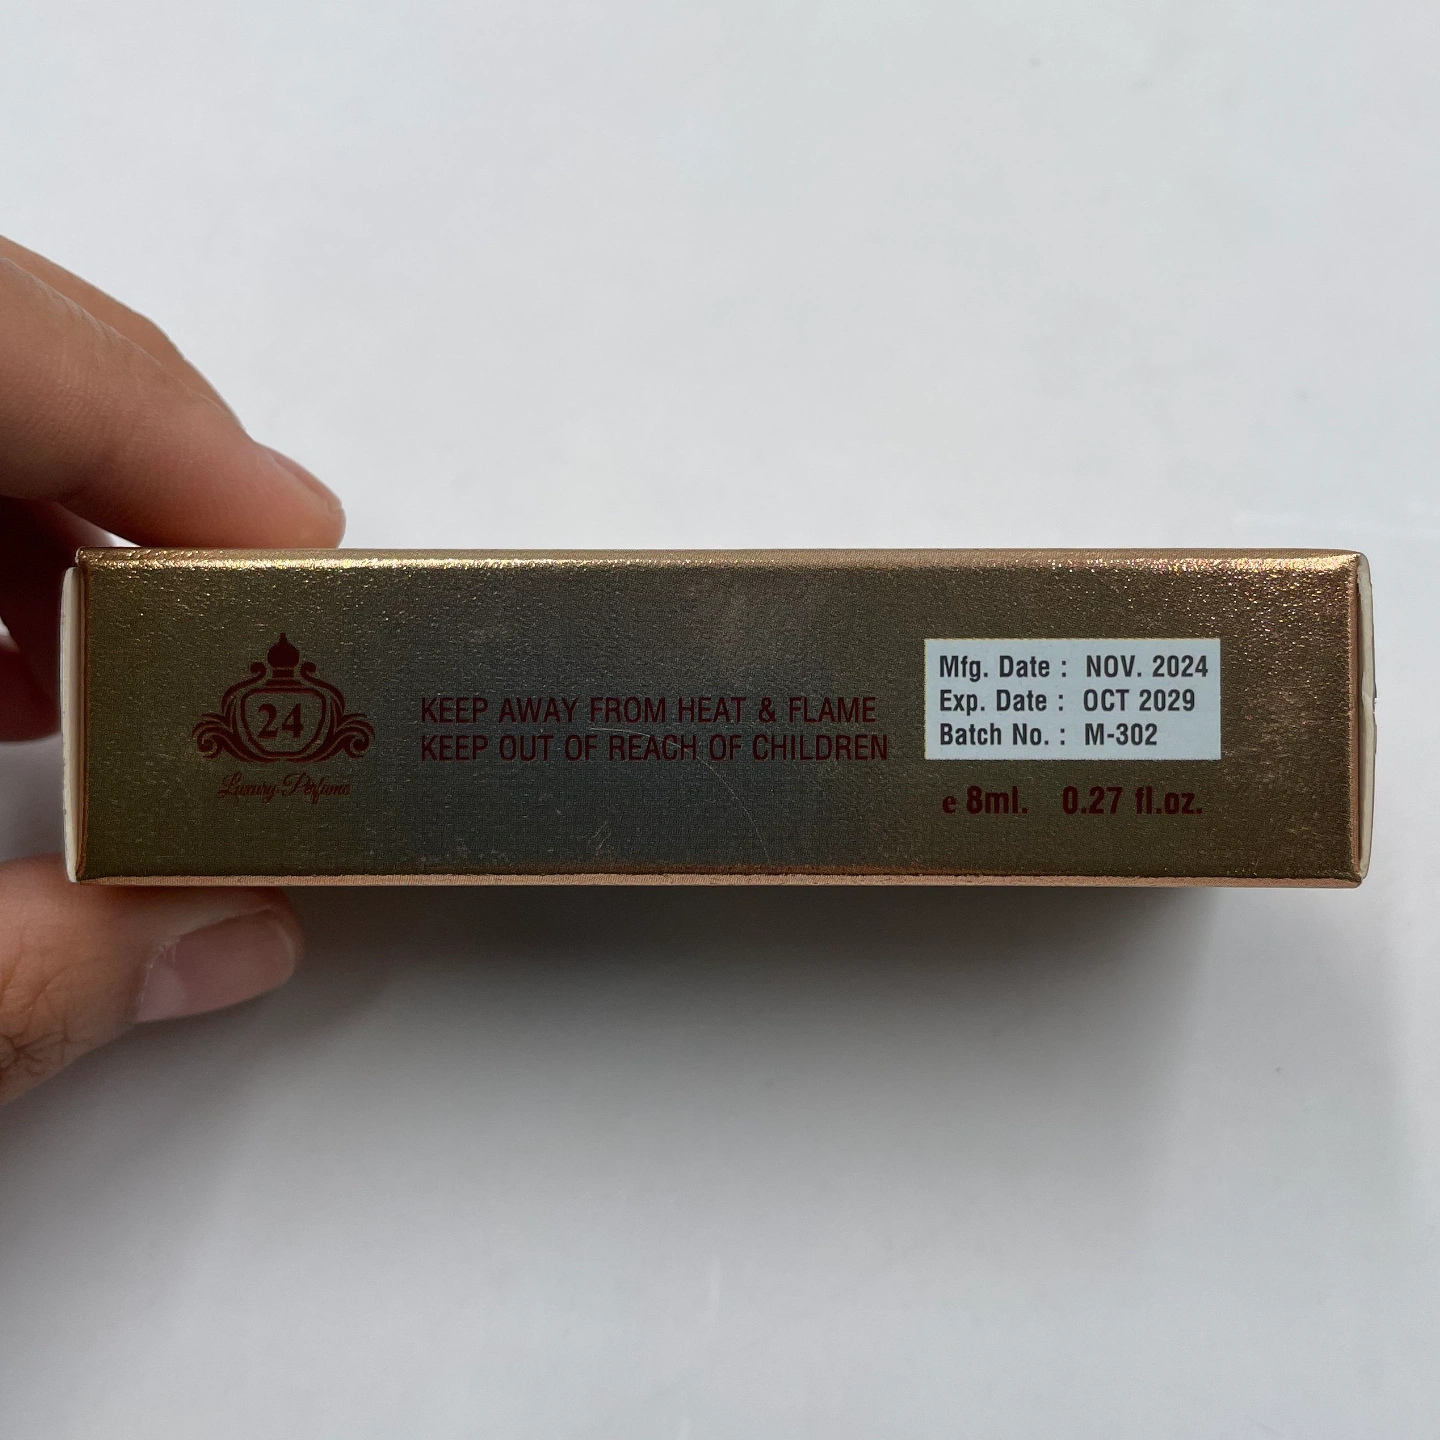 24
Luxury Perfume
KEEP AWAY FROM HEAT & FLAME
KEEP OUT OF REACH OF CHILDREN
Mfg. Date : NOV. 2024
Exp. Date : OCT 2029
Batch No. : M-302
e 8ml. 0.27 fl.oz.